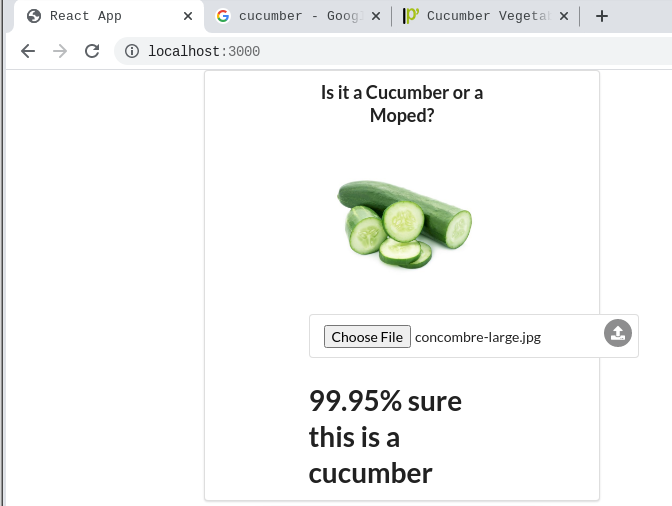 React App
cucumber - Goog
Cucumber Vegeta
localhost:3000
Is it a Cucumber or a
Moped?
Choose File concombre-large.jpg
99.95% sure
this is a
cucumber